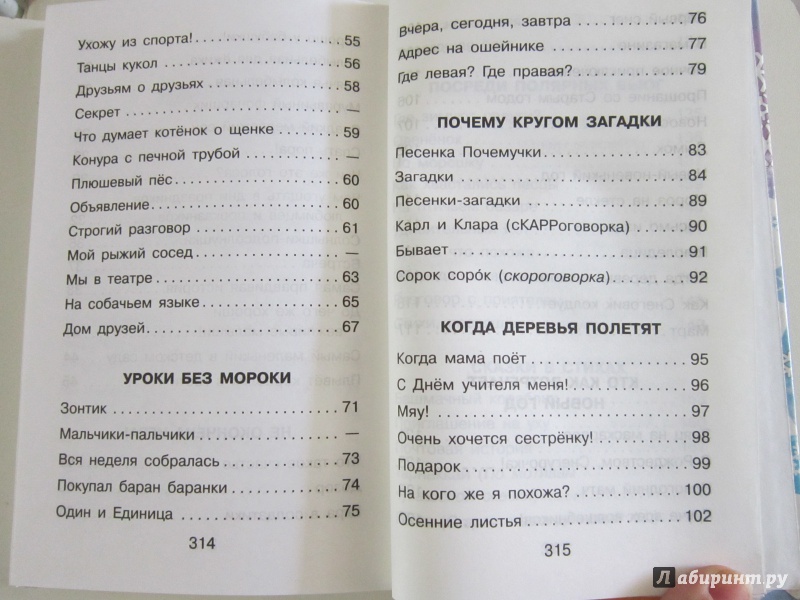 Ухожу из спорта! 55
Танцы кукол 56
Друзьям о друзьях 58
Секрет —
Что думает котёнок о щенке 59
Конура с печной трубой —
Плюшевый пёс 60
Объявление 60
Строгий разговор 61
Мой рыжий сосед —
Мы в театре 63
На собачьем языке 65
Дом друзей 67
УРОКИ БЕЗ МОРОКИ
Зонтик 71
Мальчики-пальчики —
Вся неделя собралась 73
Покупал баран баранки 74
Один и Единица 75
314
Вчера, сегодня, завтра 76
Адрес на ошейнике 77
Где левая? Где правая? 79
ПОЧЕМУ КРУГОМ ЗАГАДКИ
Песенка Почемучки 83
Загадки 84
Песенки-загадки 89
Карл и Клара (сКАРРоговорка) 90
Бывает 91
Сорок соро́к (скороговорка) 92
КОГДА ДЕРЕВЬЯ ПОЛЕТЯТ
Когда мама поёт 95
С Днём учителя меня! 96
Мяу! 97
Очень хочется сестрёнку! 98
Подарок 99
На кого же я похожа? 100
Осенние листья 102
315
Лабиринт.ру